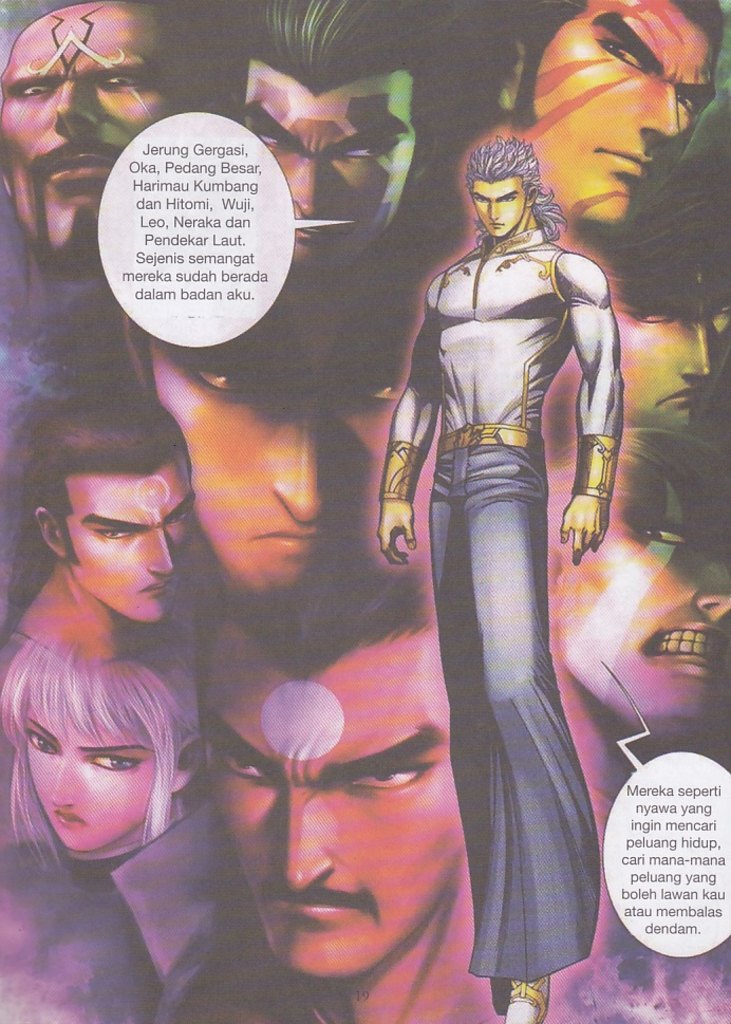 Jerung Gergasi,
Oka, Pedang Besar,
Harimau Kumbang
dan Hitomi, Wuji,
Leo, Neraka dan
Pendekar Laut.
Sejenis semangat
mereka sudah berada
dalam badan aku.
Mereka seperti
nyawa yang
ingin mencari
peluang hidup,
cari mana-mana
peluang yang
boleh lawan kau
atau membalas
dendam.
19